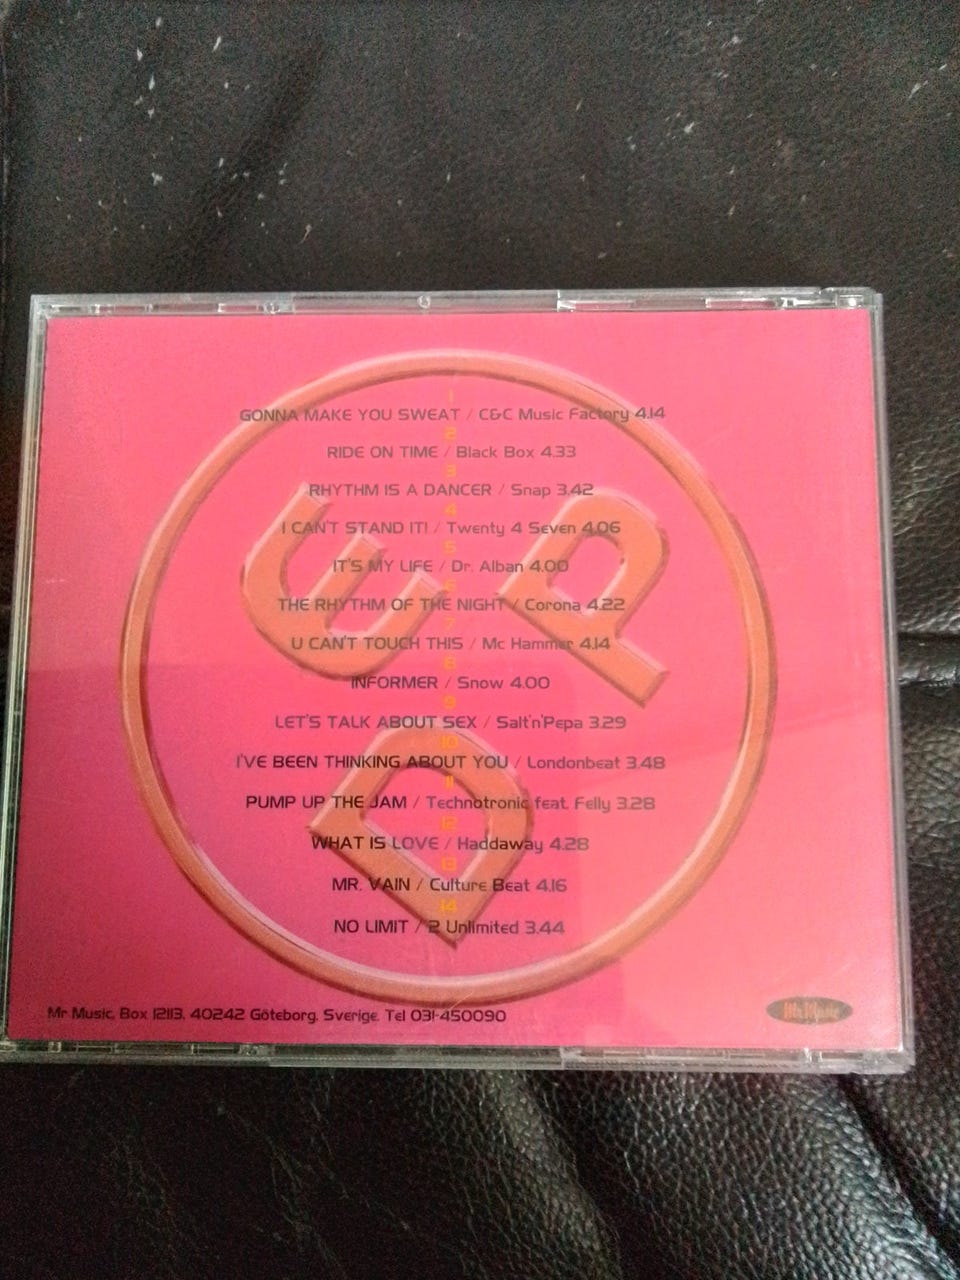 1
GONNA MAKE YOU SWEAT / C&C Music Factory 4.14
2
RIDE ON TIME / Black Box 4.33
3
RHYTHM IS A DANCER / Snap 3.42
4
I CAN'T STAND IT! / Twenty 4 Seven 4.06
5
IT'S MY LIFE / Dr. Alban 4.00
6
THE RHYTHM OF THE NIGHT / Corona 4.22
7
U CAN'T TOUCH THIS / Mc Hammer 4.14
8
INFORMER / Snow 4.00
9
LET'S TALK ABOUT SEX / Salt'n'Pepa 3.29
10
I'VE BEEN THINKING ABOUT YOU / Londonbeat 3.48
11
PUMP UP THE JAM / Technotronic feat. Felly 3.28
12
WHAT IS LOVE / Haddaway 4.28
13
MR. VAIN / Culture Beat 4.16
14
NO LIMIT / 2 Unlimited 3.44
E P D
Mr Music, Box 12113, 40242 Göteborg. Sverige. Tel 031-450090
Mr Music